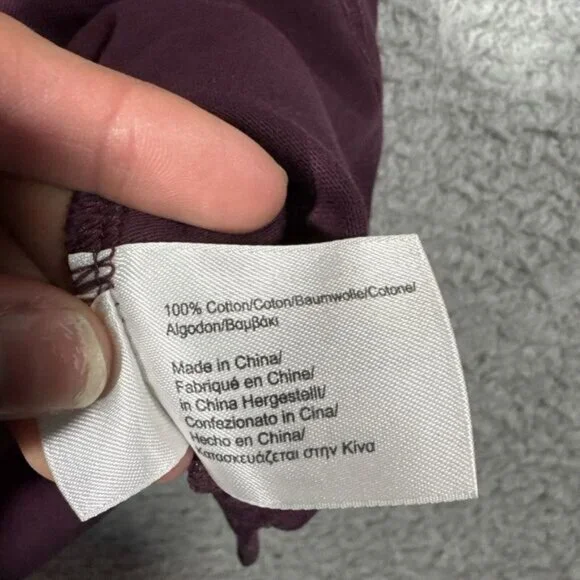 100% Cotton/Coton/Baumwolle/Cotone/
Algodon/Βαμβάκι
Made in China/
Fabriqué en Chine/
in China Hergestellt/
Confezionato in Cina/
Hecho en China/
Κατασκευάζεται στην Κίνα